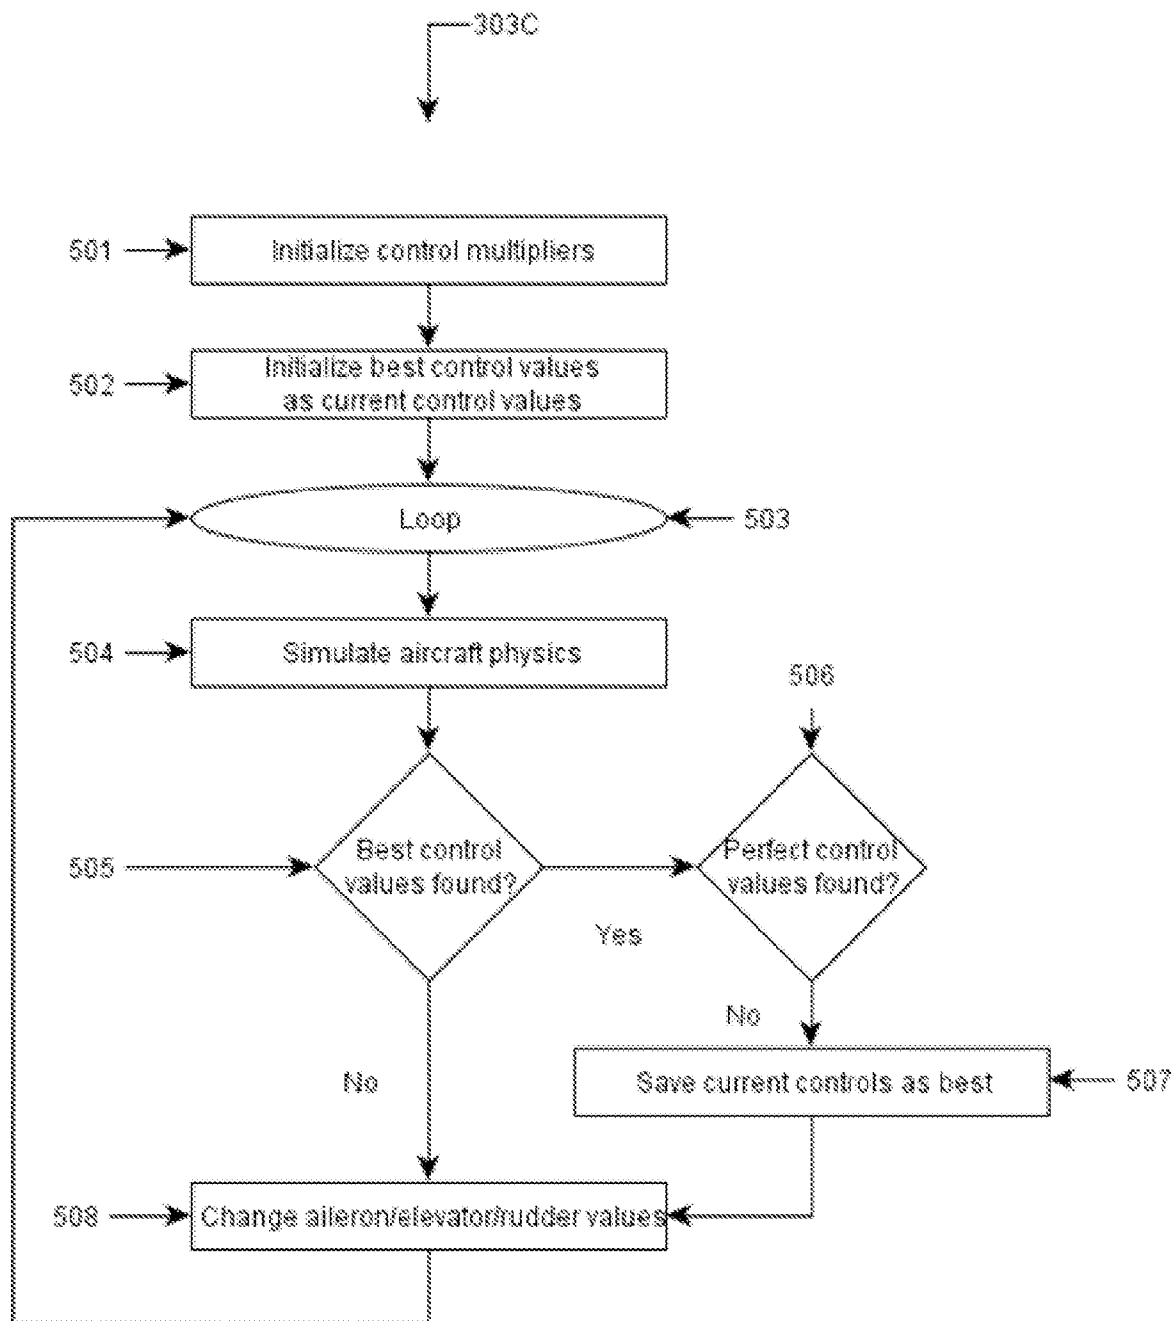 303C
501
Initialize control multipliers
502
Initialize best control values
as current control values
Loop
503
504
Simulate aircraft physics
506
505
Best control
values found?
Perfect control
values found?
Yes
No
No
Save current controls as best
507
508
Change aileron/elevator/rudder values